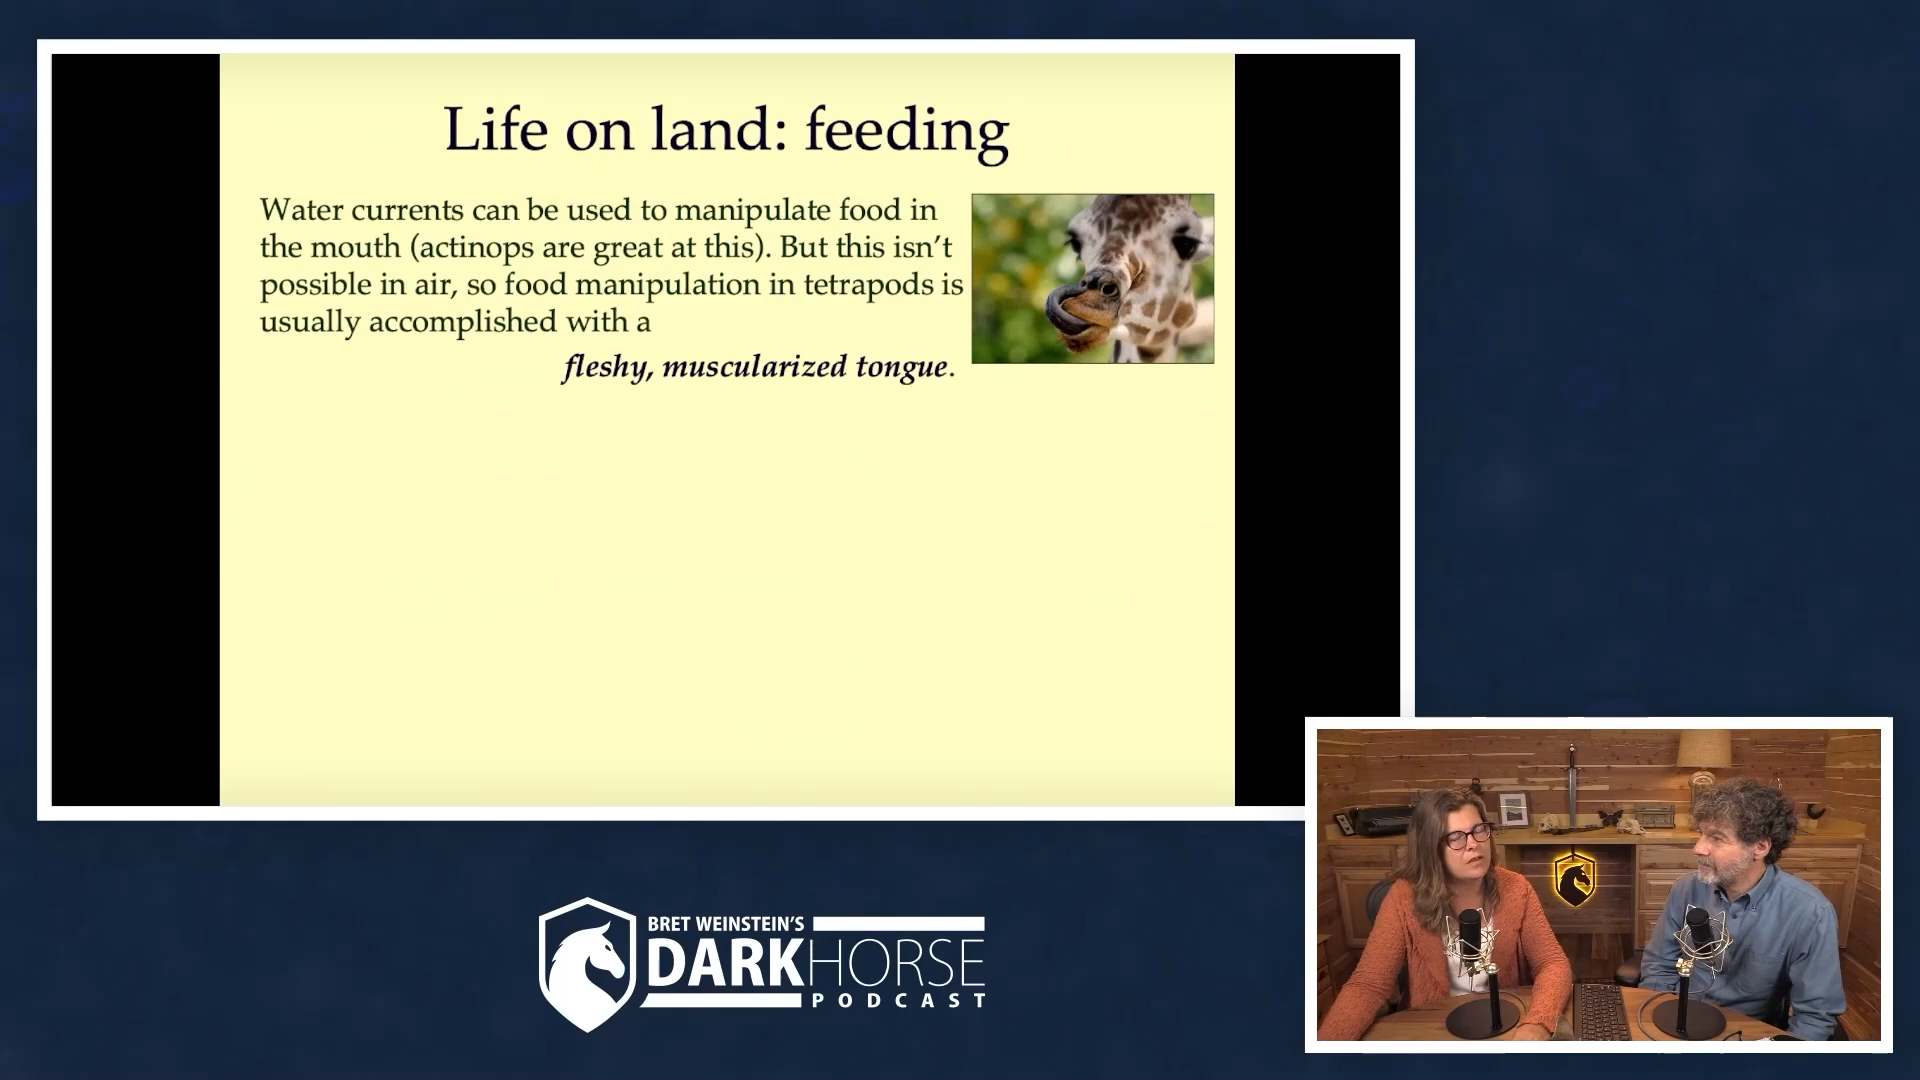 Life on land: feeding
Water currents can be used to manipulate food in
the mouth (actinops are great at this). But this isn’t
possible in air, so food manipulation in tetrapods is
usually accomplished with a
fleshy, muscularized tongue.
BRET WEINSTEIN'S
DARKHORSE
PODCAST